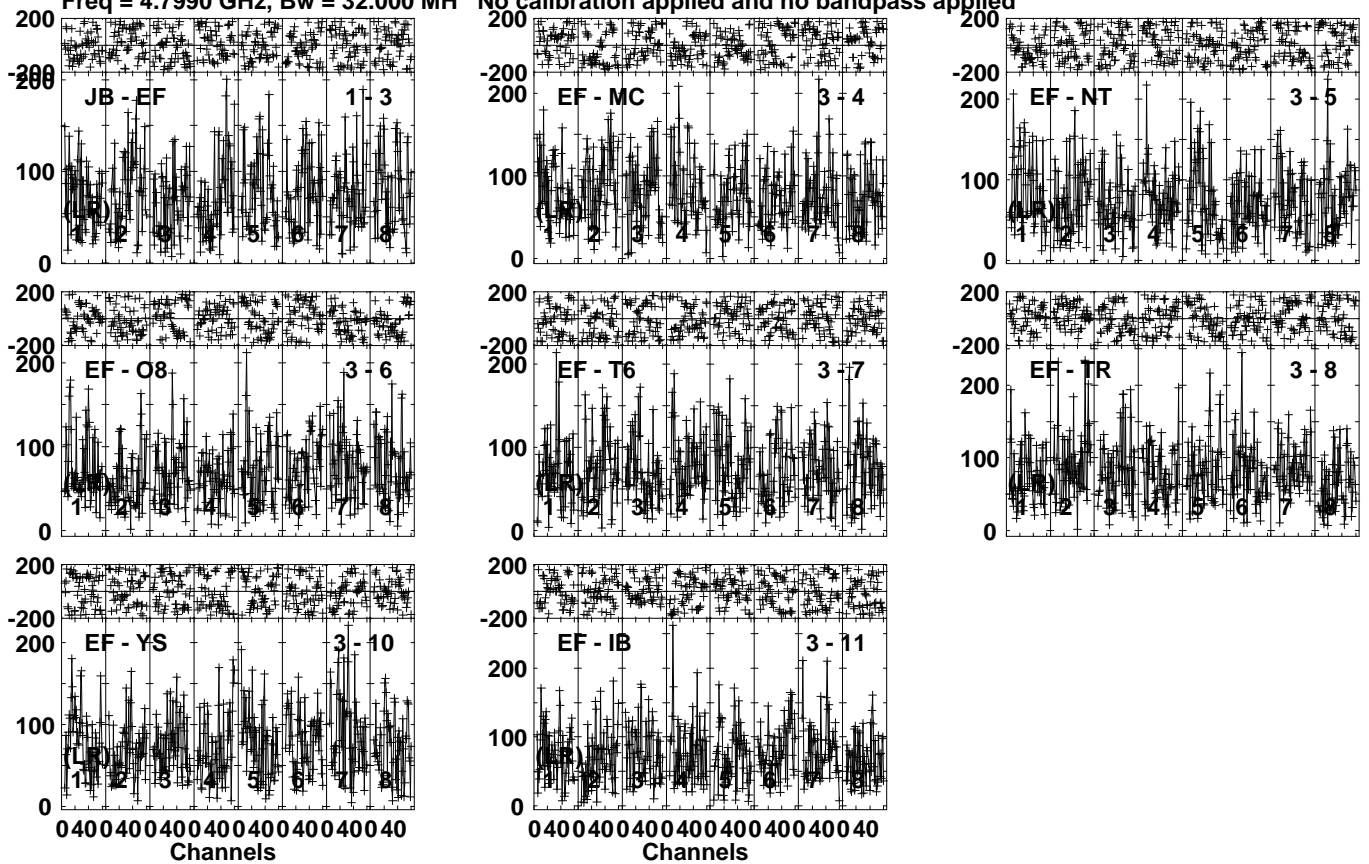 Freq = 4.7990 GHz, Bw = 32.000 MH No calibration applied and no bandpass applied
200
-200
200
100
0
JB - EF 1 - 3
(LR)
1 2 3 4 5 6 7 8
200
-200
200
100
0
EF - MC 3 - 4
(LR)
1 2 3 4 5 6 7 8
200
-200
200
100
0
EF - NT 3 - 5
(LR)
1 2 3 4 5 6 7 8
200
-200
200
100
0
EF - O8 3 - 6
(LR)
1 2 3 4 5 6 7 8
200
-200
200
100
0
EF - T6 3 - 7
(LR)
1 2 3 4 5 6 7 8
200
-200
200
100
0
EF - TR 3 - 8
(LR)
1 2 3 4 5 6 7 8
200
-200
200
100
0
EF - YS 3 - 10
(LR)
1 2 3 4 5 6 7 8
0 40 0 40 0 40 0 40 0 40 0 40 0 40 0 40
Channels
200
-200
200
100
0
EF - IB 3 - 11
(LR)
1 2 3 4 5 6 7 8
0 40 0 40 0 40 0 40 0 40 0 40 0 40 0 40
Channels